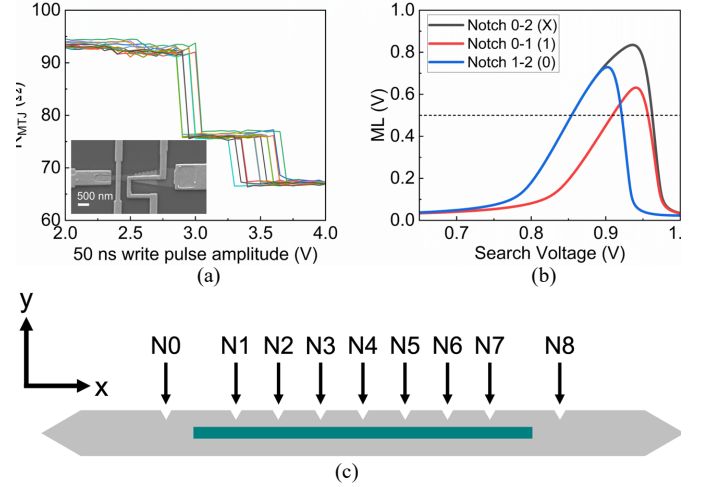 100
90
80
70
60
2.0 2.5 3.0 3.5 4.0
500 nm
50 ns write pulse amplitude (V)
(a)
ML (V)
1.0
0.8
0.6
0.4
0.2
0.0
Notch 0-2 (X)
Notch 0-1 (1)
Notch 1-2 (0)
0.7 0.8 0.9 1.
Search Voltage (V)
(b)
y
x
N0 N1 N2 N3 N4 N5 N6 N7 N8
(c)